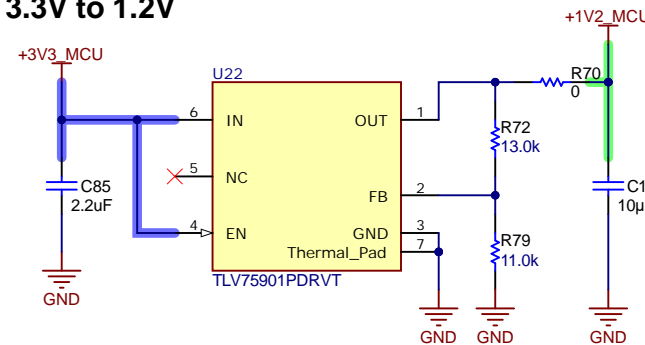 3.3V to 1.2V
+1V2_MCU
+3V3_MCU
U22
R70
0
6
IN
OUT
1
R72
13.0k
5
NC
C85
2.2uF
FB
2
C1
10µ
4
EN
GND
3
Thermal_Pad
7
R79
11.0k
TLV75901PDRVT
GND
GND
GND
GND